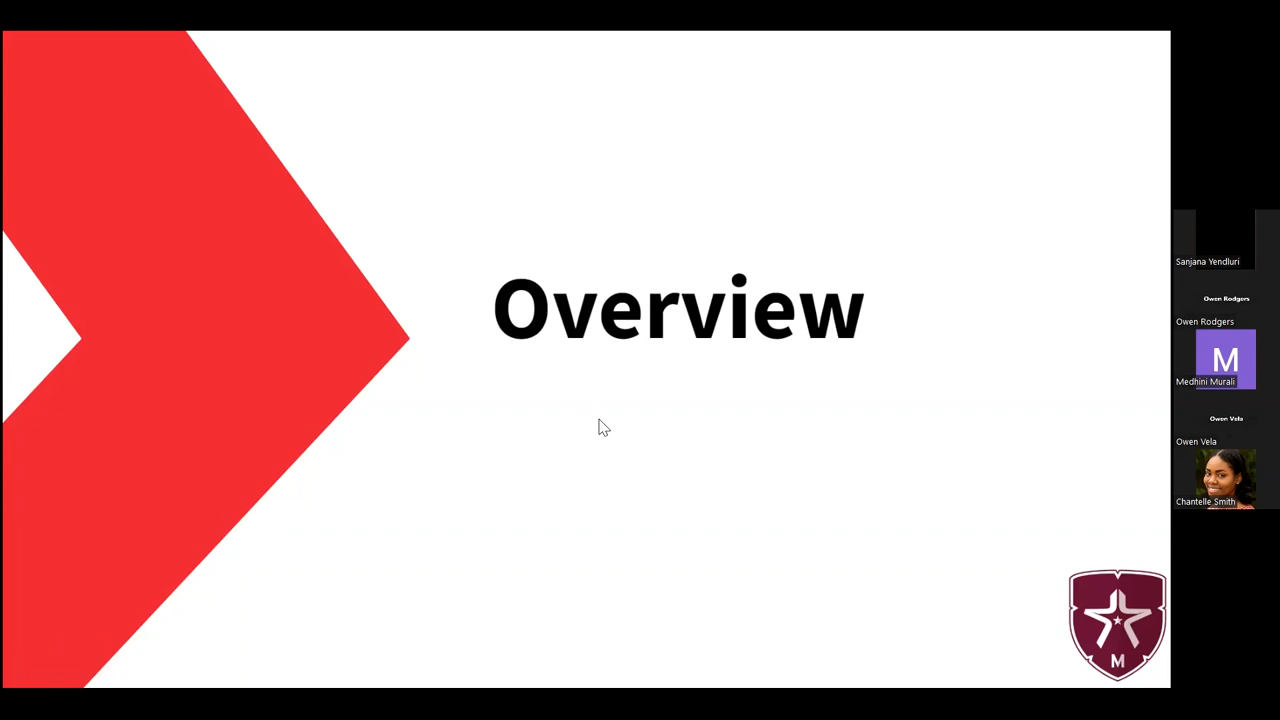 Overview
Sanjana Yendluri
Owen Rodgers
Owen Rodgers
M
Medhini Murali
Owen Vela
Owen Vela
Chantelle Smith
M